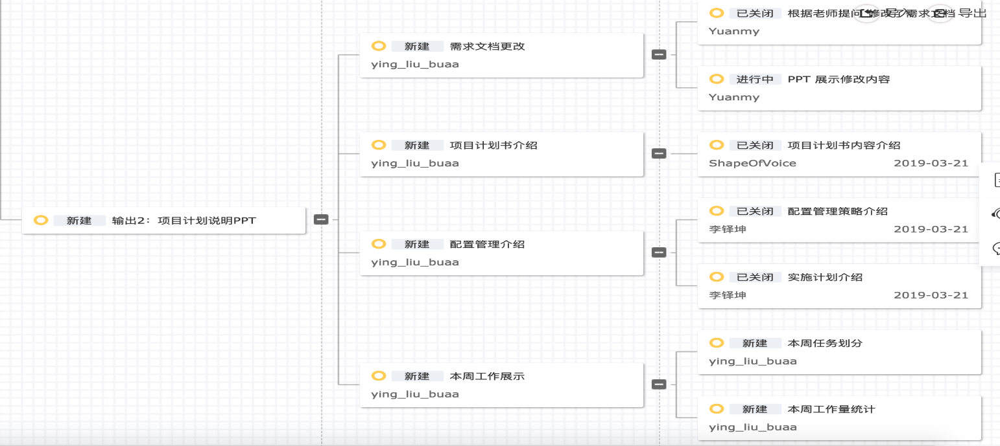 已关闭 根据老师提问 修改了需求文档
导入 导出
Yuanmy
新建 需求文档更改
ying_liu_buaa
进行中 PPT 展示修改内容
Yuanmy
新建 项目计划书介绍
ying_liu_buaa
已关闭 项目计划书内容介绍
ShapeOfVoice 2019-03-21
新建 输出2：项目计划说明PPT
新建 配置管理介绍
ying_liu_buaa
已关闭 配置管理策略介绍
李铎坤 2019-03-21
已关闭 实施计划介绍
李铎坤 2019-03-21
新建 本周工作展示
ying_liu_buaa
新建 本周任务划分
ying_liu_buaa
新建 本周工作量统计
ying_liu_buaa